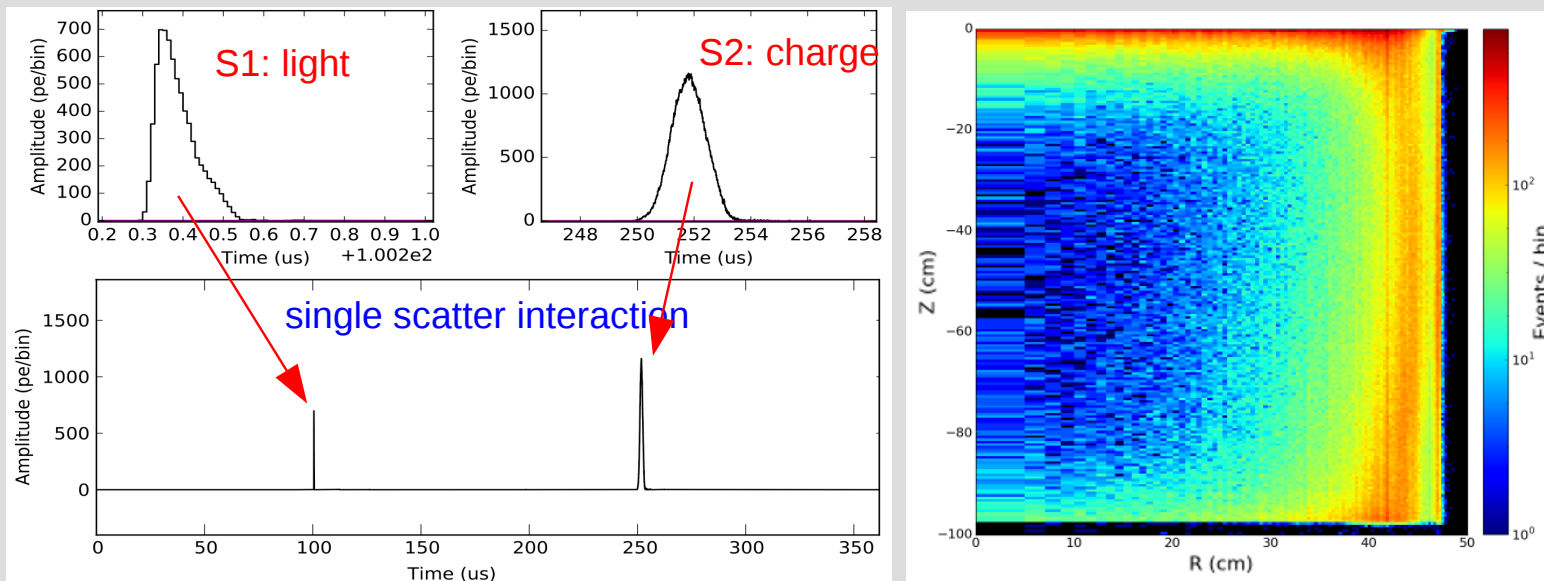 S1: light
Amplitude (pe/bin)
700
600
500
400
300
200
100
0
0.2 0.3 0.4 0.5 0.6 0.7 0.8 0.9 1.0
Time (us)
+1.002e2
S2: charge
Amplitude (pe/bin)
1500
1000
500
0
248 250 252 254 256 258
Time (us)
single scatter interaction
Amplitude (pe/bin)
1500
1000
500
0
0 50 100 150 200 250 300 350
Time (us)
Z (cm)
0
−20
−40
−60
−80
−100
0 10 20 30 40 50
R (cm)
10²
10¹
10⁰
Events / bin